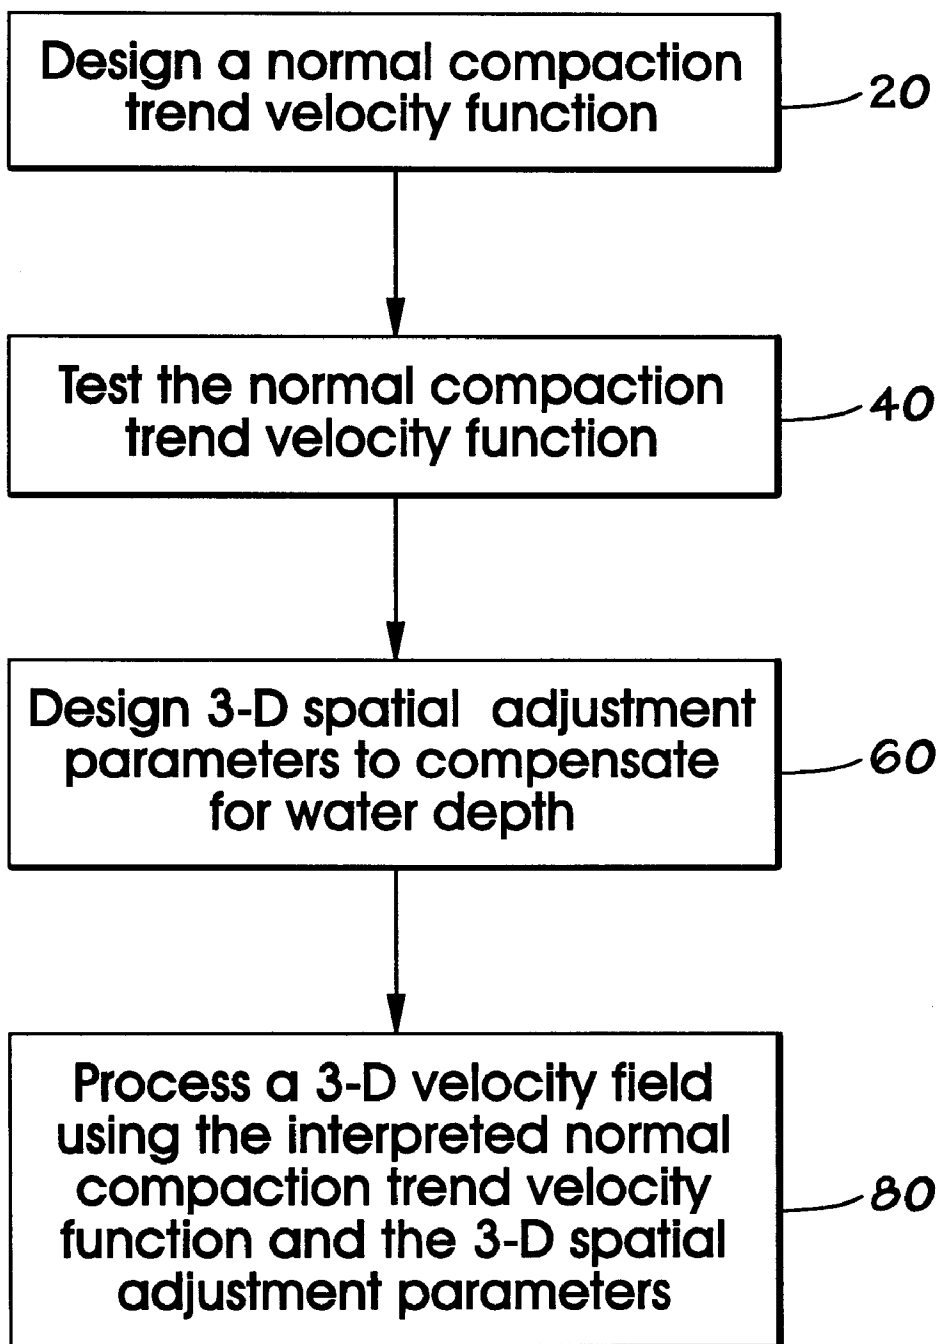 Design a normal compaction
trend velocity function
20
Test the normal compaction
trend velocity function
40
Design 3-D spatial adjustment
parameters to compensate
for water depth
60
Process a 3-D velocity field
using the interpreted normal
compaction trend velocity
function and the 3-D spatial
adjustment parameters
80